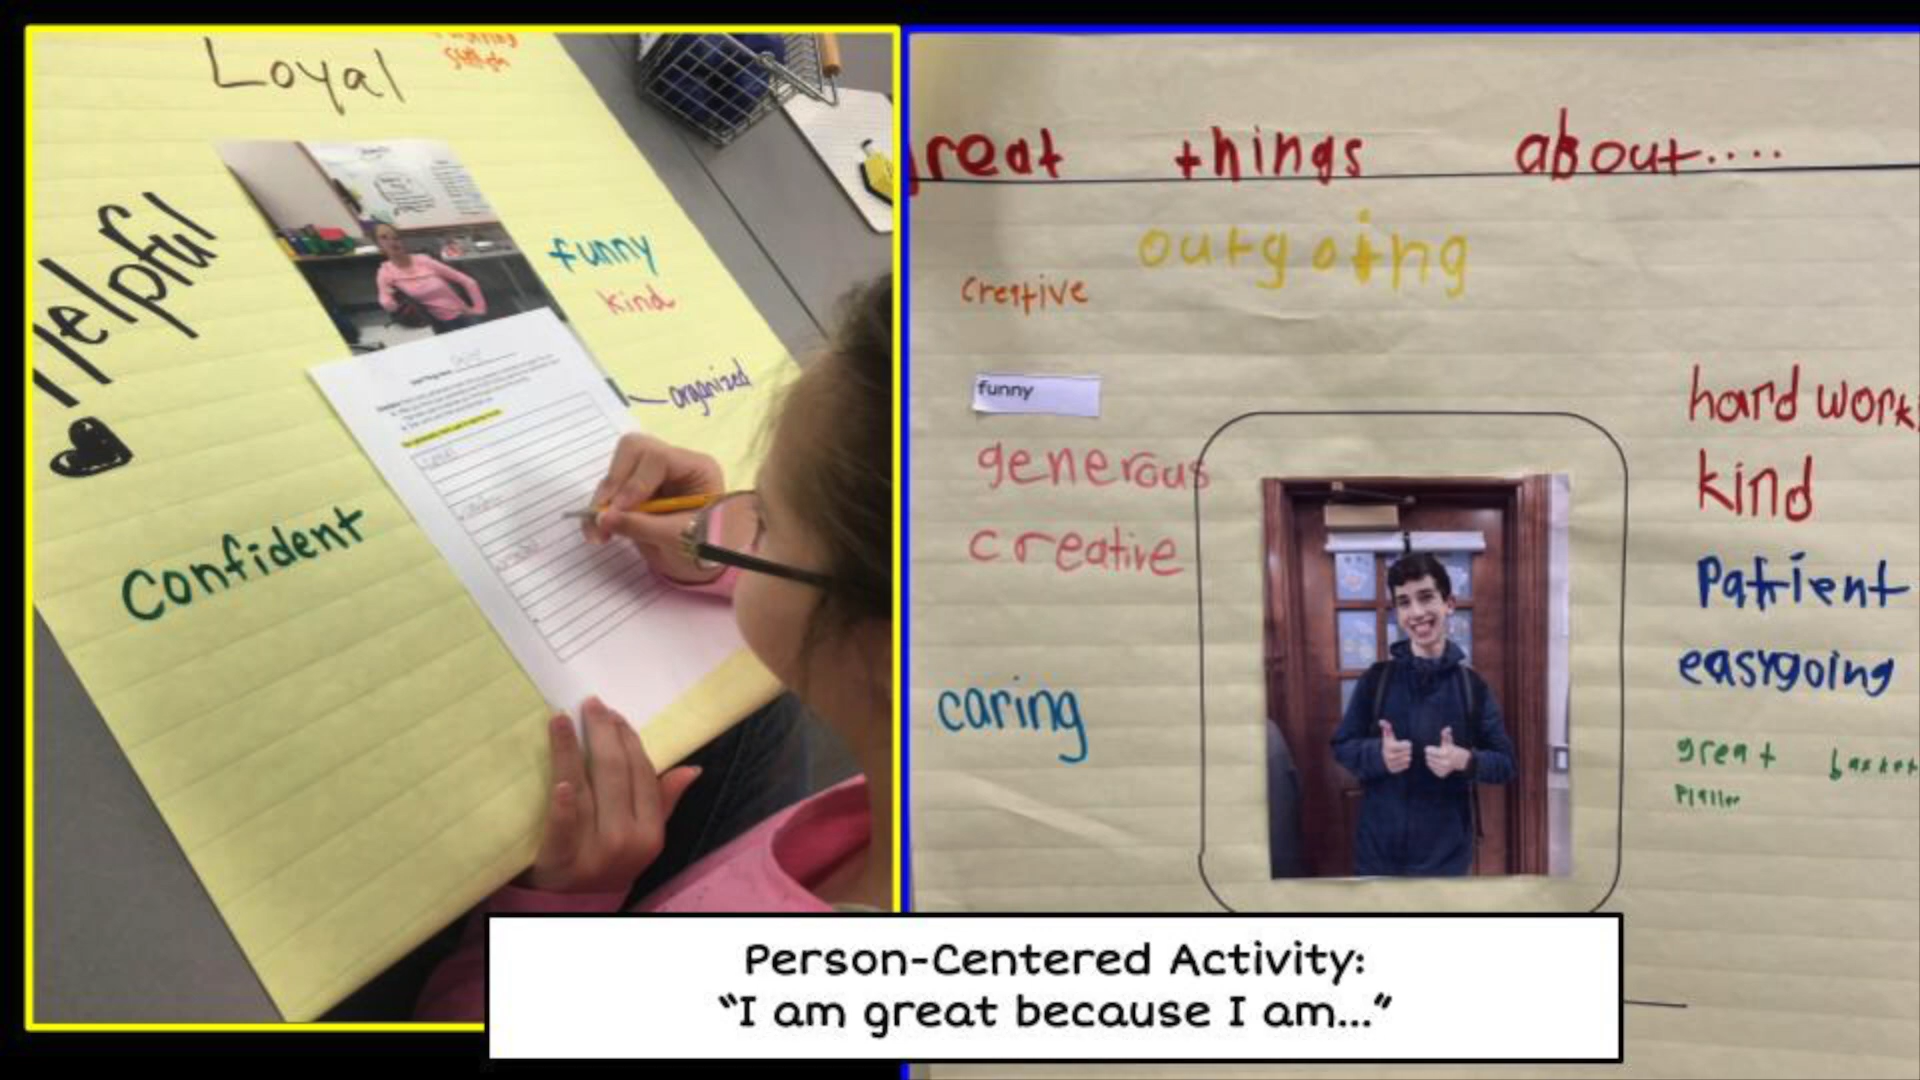 Loyal
Helpful
funny
kind
organized
Confident
reat things about....
outgoing
creative
funny
generous
creative
caring
hard work
kind
Patient
easygoing
great
Person-Centered Activity:
“I am great because I am...”